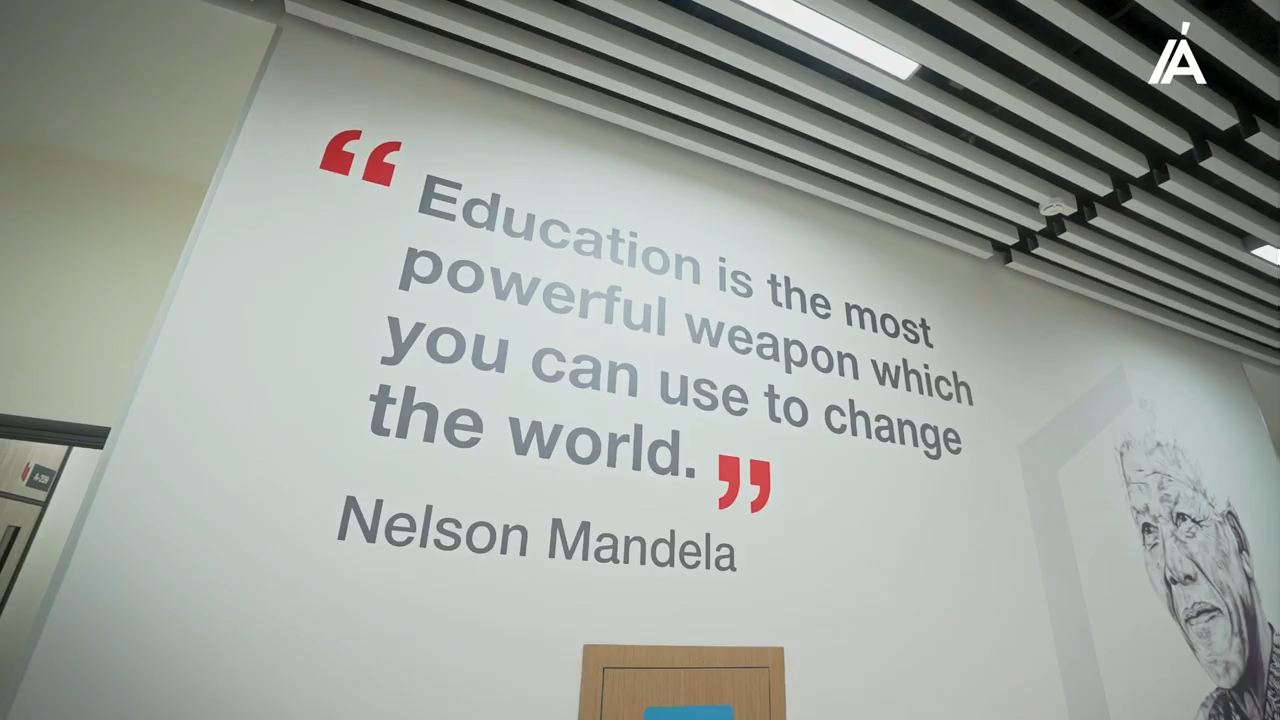 “Education is the most
powerful weapon which
you can use to change
the world.”
Nelson Mandela
Á